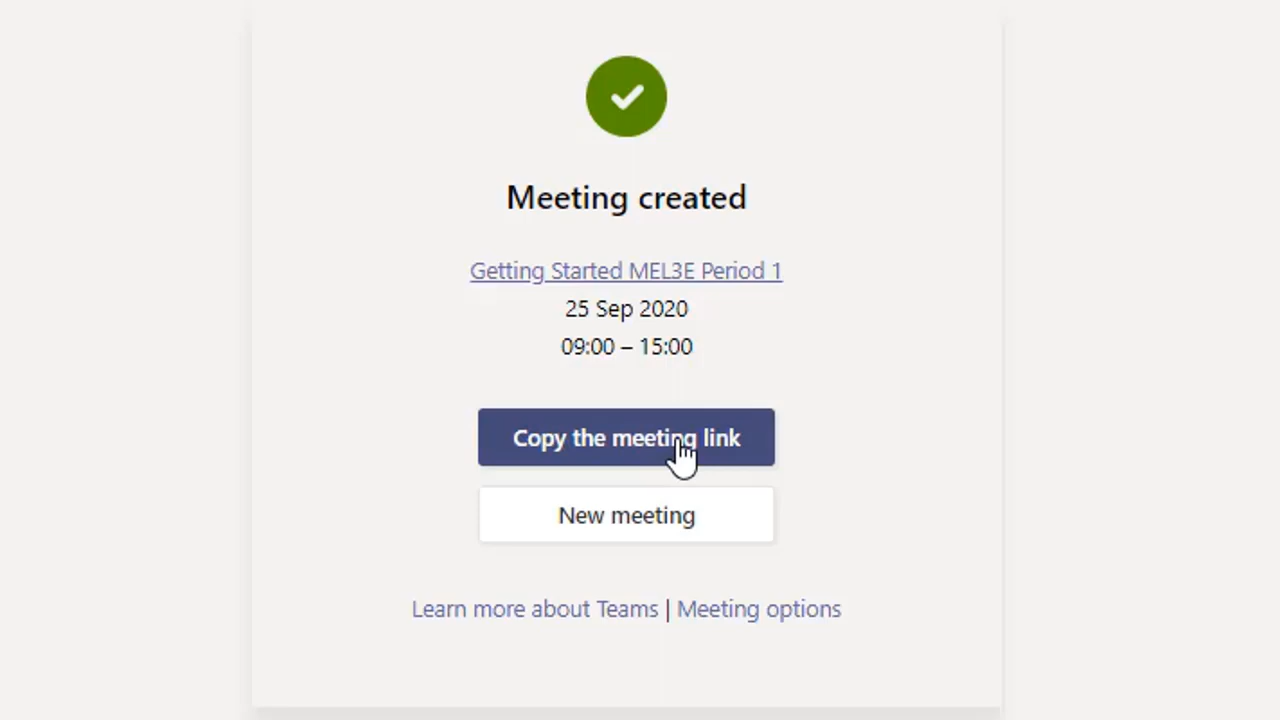 Meeting created
Getting Started MEL3E Period 1
25 Sep 2020
09:00 – 15:00
Copy the meeting link
New meeting
Learn more about Teams | Meeting options